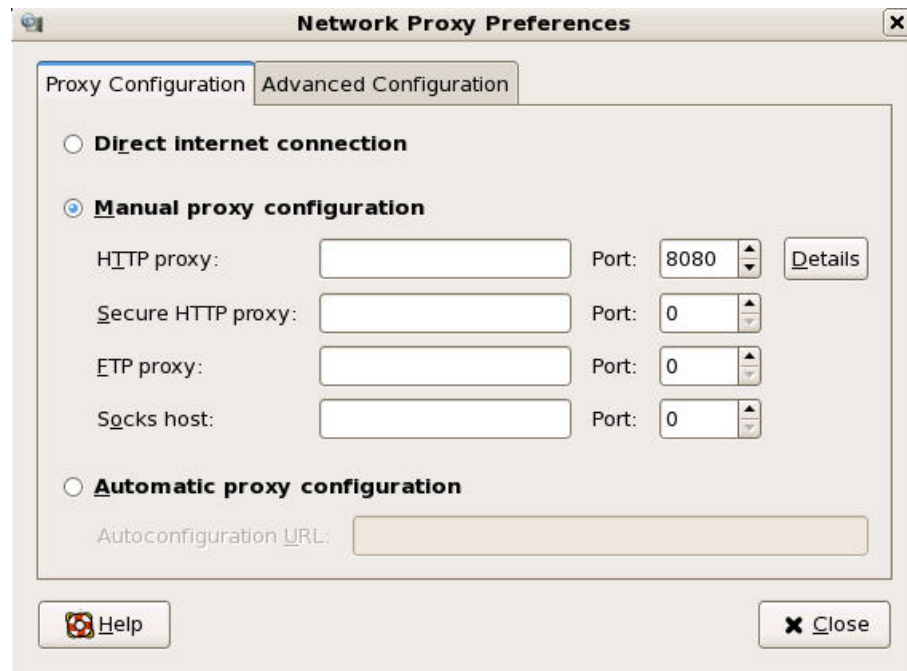 Network Proxy Preferences
Proxy Configuration Advanced Configuration
Direct internet connection
Manual proxy configuration
HTTP proxy: Port: 8080 Details
Secure HTTP proxy: Port: 0
FTP proxy: Port: 0
Socks host: Port: 0
Automatic proxy configuration
Autoconfiguration URL:
Help Close